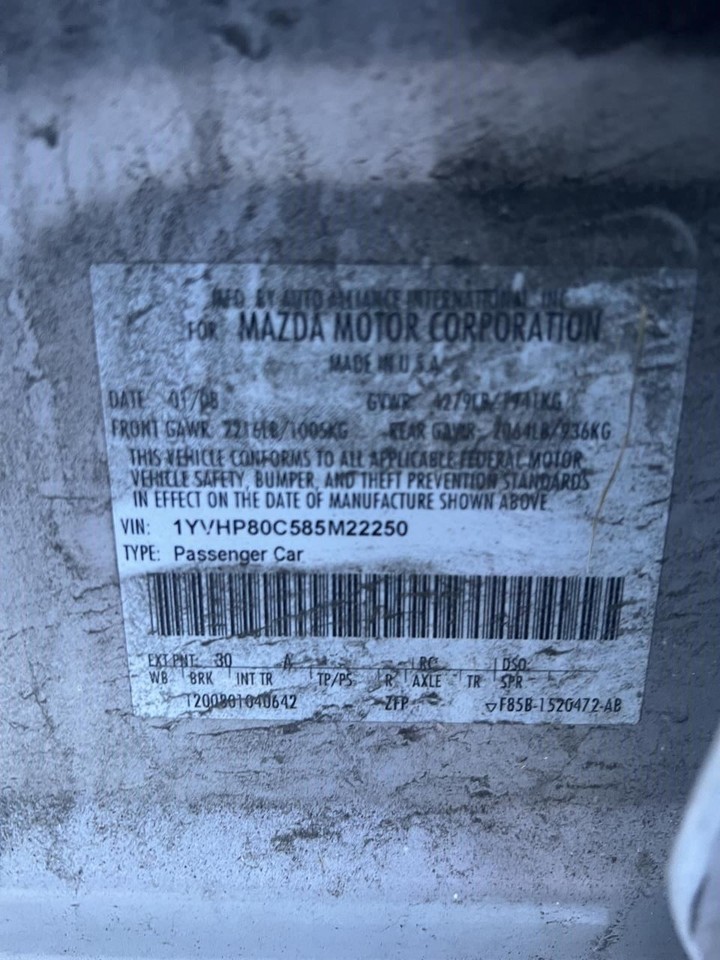 MFD. BY AUTO ALLIANCE INTERNATIONAL, INC.
FOR MAZDA MOTOR CORPORATION
MADE IN U.S.A.
DATE 01/08 GVWR 4279LB/1941KG
FRONT GAWR 2216LB/1005KG REAR GAWR 2064LB/936KG
THIS VEHICLE CONFORMS TO ALL APPLICABLE FEDERAL MOTOR
VEHICLE SAFETY, BUMPER, AND THEFT PREVENTION STANDARDS
IN EFFECT ON THE DATE OF MANUFACTURE SHOWN ABOVE
VIN: 1YVHP80C585M22250
TYPE: Passenger Car
EXT PNT: 30 A RC: DSO:
WB BRK INT TR TP/PS R AXLE TR SPR
T200801040642 ZFP ▽F85B-1520472-AB